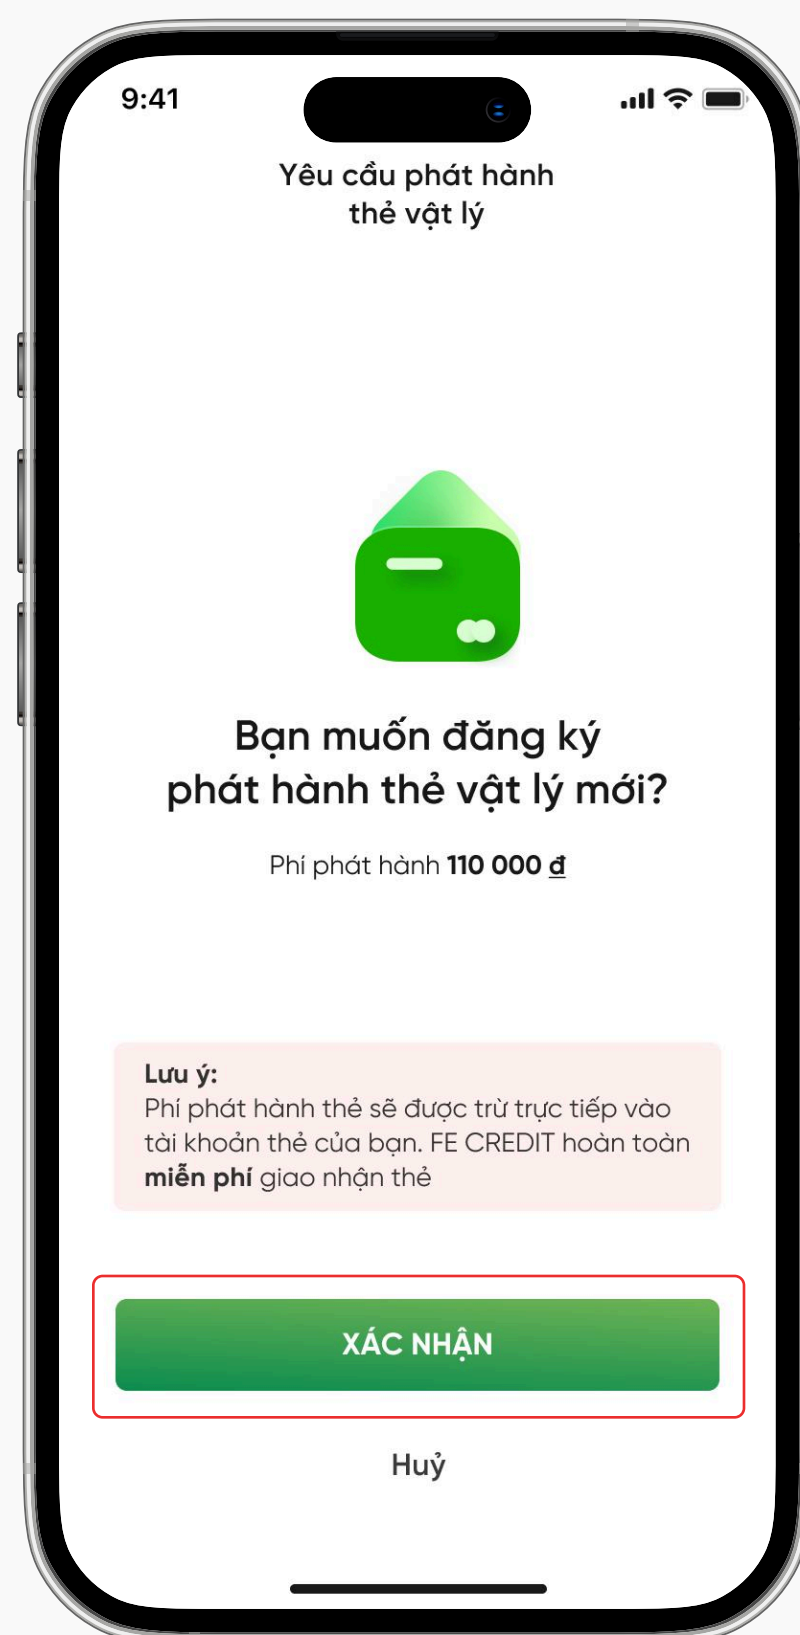 9:41
Yêu cầu phát hành
thẻ vật lý
Bạn muốn đăng ký
phát hành thẻ vật lý mới?
Phí phát hành 110 000 đ
Lưu ý:
Phí phát hành thẻ sẽ được trừ trực tiếp vào
tài khoản thẻ của bạn. FE CREDIT hoàn toàn
miễn phí giao nhận thẻ
XÁC NHẬN
Huỷ